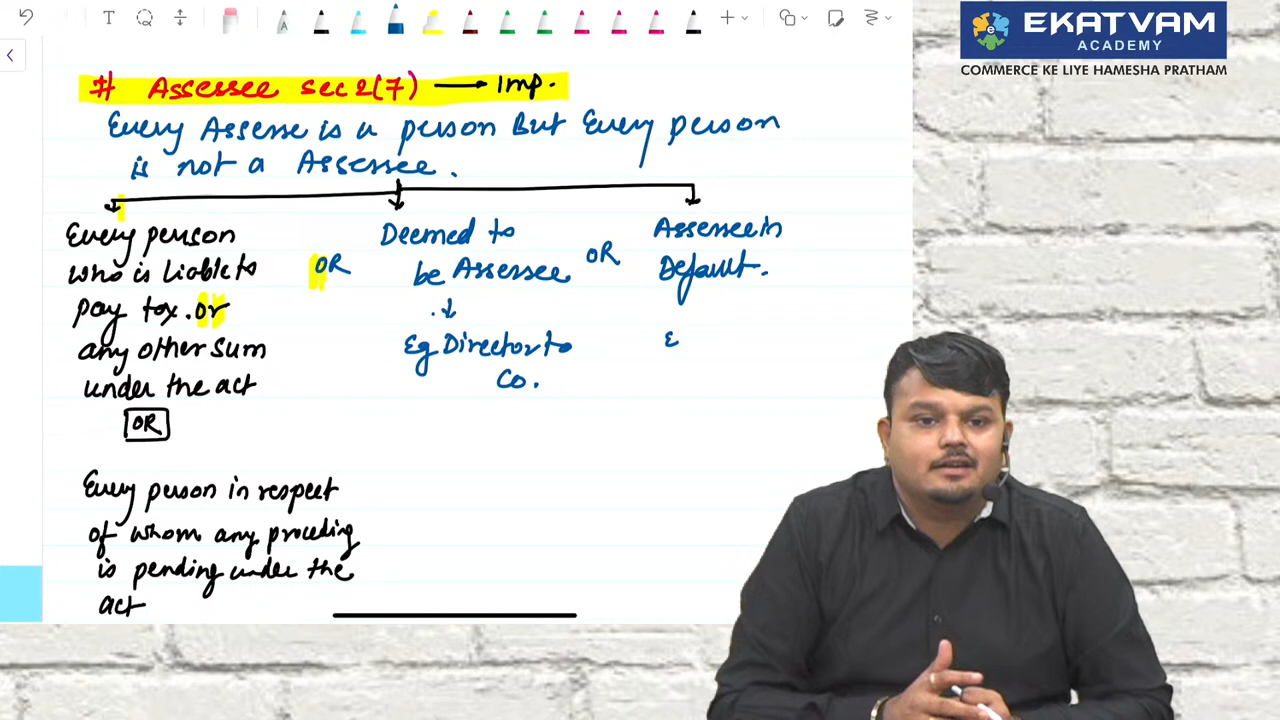 EKATVAM
ACADEMY
COMMERCE KE LIYE HAMESHA PRATHAM
# Assessee sec 2(7) → Imp.
Every Assesse is a person But Every person
is not a Assessee.
Every person
who is liable to
pay tax. or
any other sum
under the act
OR
Every person in respect
of whom any proceding
is pending under the
act
OR
Deemed to
be Assessee
Eg Director to
Co.
OR
Assessee in
Default.
E